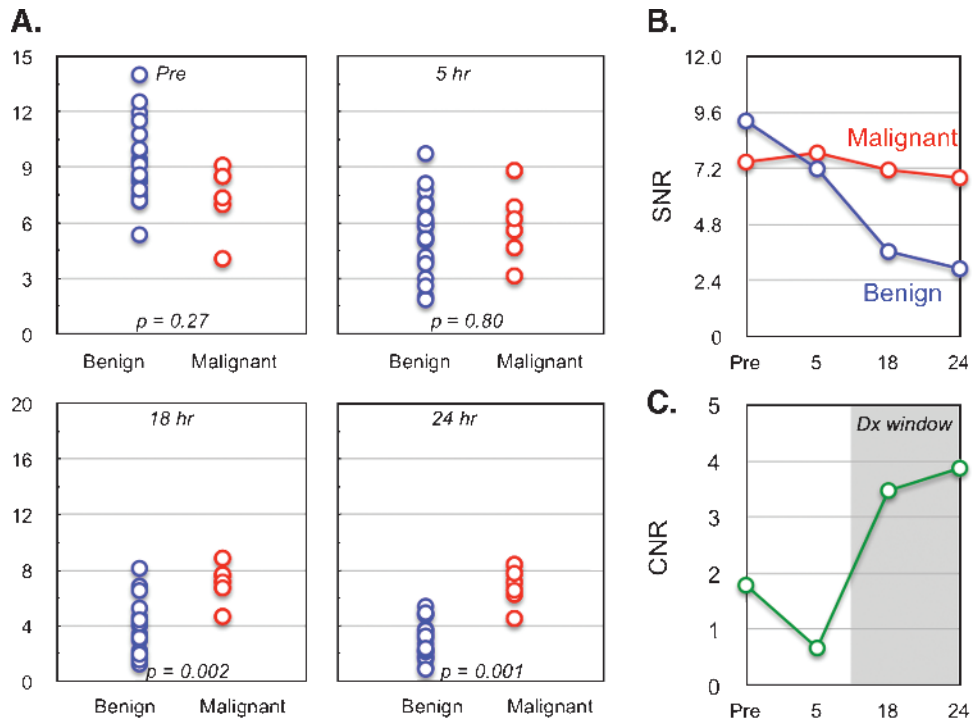 A.
15
12
9
6
3
0
Pre
p = 0.27
Benign Malignant
5 hr
p = 0.80
Benign Malignant
20
16
12
8
4
0
18 hr
p = 0.002
Benign Malignant
24 hr
p = 0.001
Benign Malignant
B.
SNR
12.0
9.6
7.2
4.8
2.4
0
Malignant
Benign
Pre 5 18 24
C.
CNR
5
4
3
2
1
0
Dx window
Pre 5 18 24